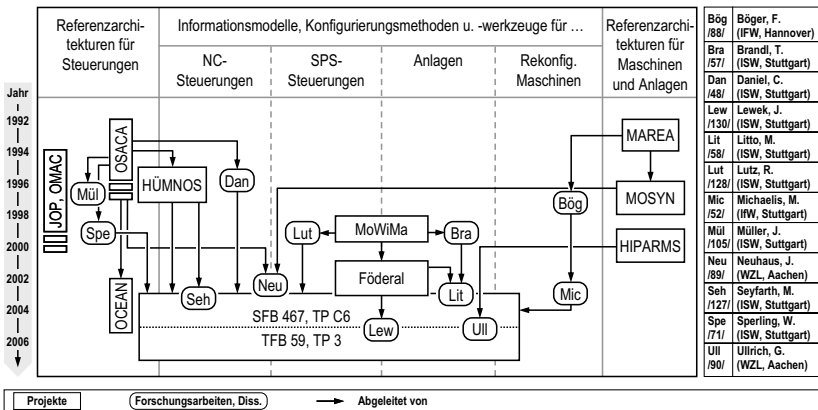 Referenzarchi-
tekturen für
Steuerungen
Informationsmodelle, Konfigurierungsmethoden u. -werkzeuge für ...
NC-
Steuerungen
SPS-
Steuerungen
Anlagen
Rekonfig.
Maschinen
Referenzarchi-
tekturen für
Maschinen
und Anlagen
Jahr
1992
1994
1996
1998
2000
2002
2004
2006
JOP, OMAC
OSACA
Mül
Spe
OCEAN
HÜMNOS
Dan
Seh
Neu
Lut
MoWiMa
Bra
Föderal
Lit
Lew
Ull
Bög
Mic
MAREA
MOSYN
HIPARMS
SFB 467, TP C6
TFB 59, TP 3
Bög Böger, F.
/88/ (IFW, Hannover)
Bra Brandl, T.
/57/ (ISW, Stuttgart)
Dan Daniel, C.
/48/ (ISW, Stuttgart)
Lew Lewek, J.
/130/ (ISW, Stuttgart)
Lit Litto, M.
/58/ (ISW, Stuttgart)
Lut Lutz, R.
/128/ (ISW, Stuttgart)
Mic Michaelis, M.
/52/ (IfW, Stuttgart)
Mül Müller, J.
/105/ (ISW, Suttgart)
Neu Neuhaus, J.
/89/ (WZL, Aachen)
Seh Seyfarth, M.
/127/ (ISW, Stuttgart)
Spe Sperling, W.
/71/ (ISW, Stuttgart)
Ull Ullrich, G.
/90/ (WZL, Aachen)
Projekte
Forschungsarbeiten, Diss.
Abgeleitet von